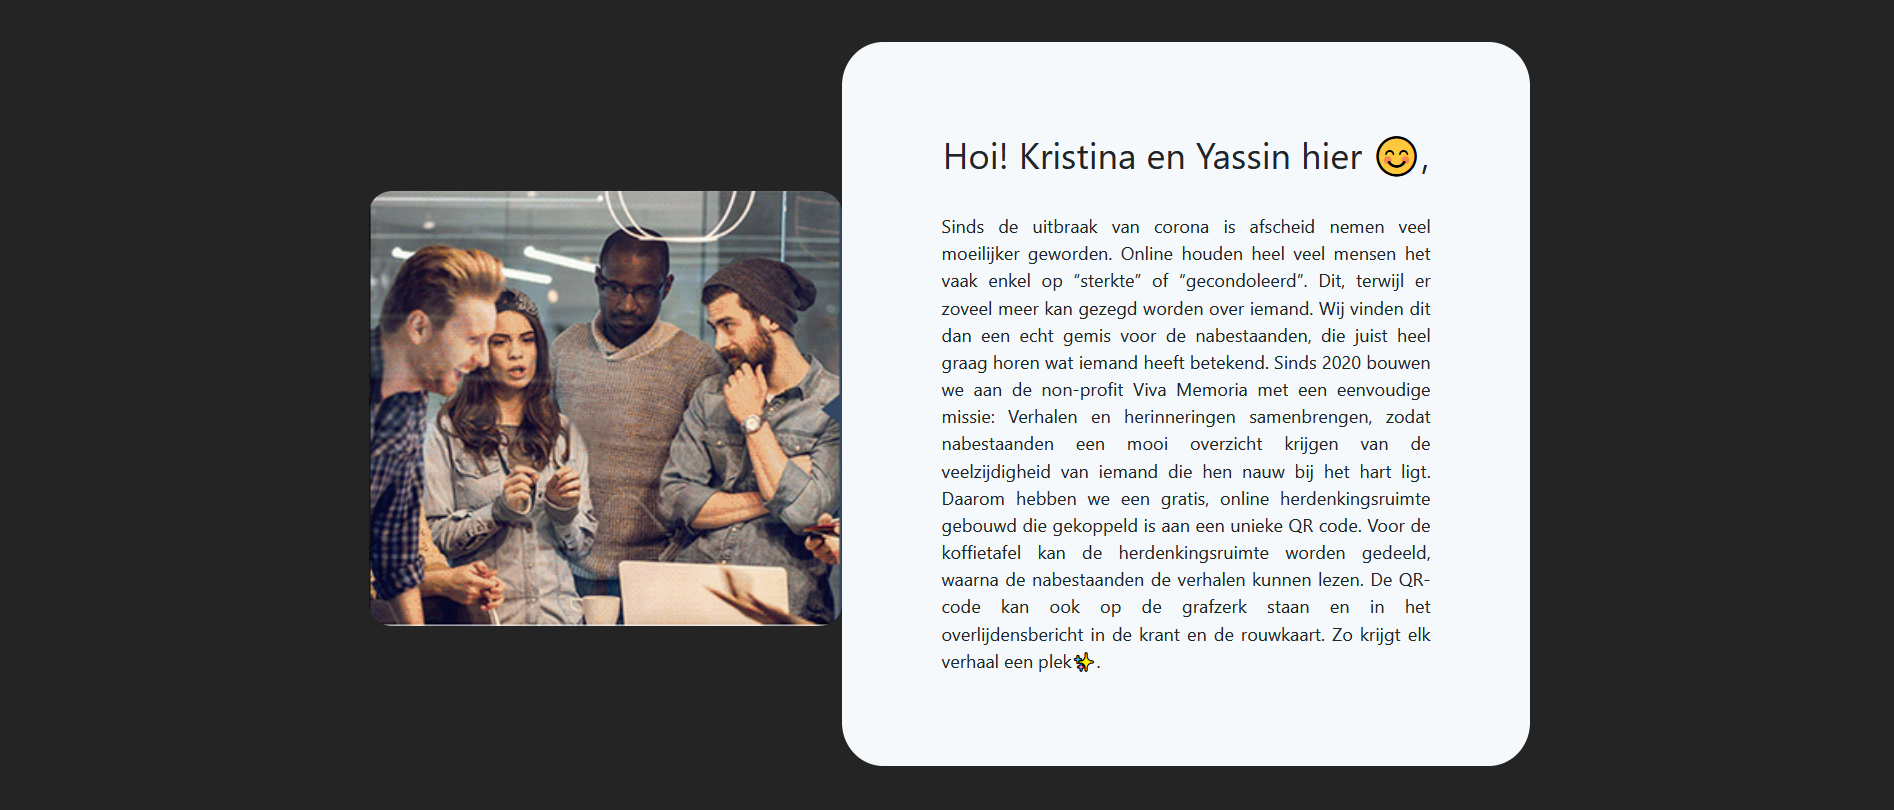 Hoi! Kristina en Yassin hier 😊,
Sinds de uitbraak van corona is afscheid nemen veel
moeilijker geworden. Online houden heel veel mensen het
vaak enkel op “sterkte” of “gecondoleerd”. Dit, terwijl er
zoveel meer kan gezegd worden over iemand. Wij vinden dit
dan een echt gemis voor de nabestaanden, die juist heel
graag horen wat iemand heeft betekend. Sinds 2020 bouwen
we aan de non-profit Viva Memoria met een eenvoudige
missie: Verhalen en herinneringen samenbrengen, zodat
nabestaanden een mooi overzicht krijgen van de
veelzijdigheid van iemand die hen nauw bij het hart ligt.
Daarom hebben we een gratis, online herdenkingsruimte
gebouwd die gekoppeld is aan een unieke QR code. Voor de
koffietafel kan de herdenkingsruimte worden gedeeld,
waarna de nabestaanden de verhalen kunnen lezen. De QR-
code kan ook op de grafzerk staan en in het
overlijdensbericht in de krant en de rouwkaart. Zo krijgt elk
verhaal een plek✨.